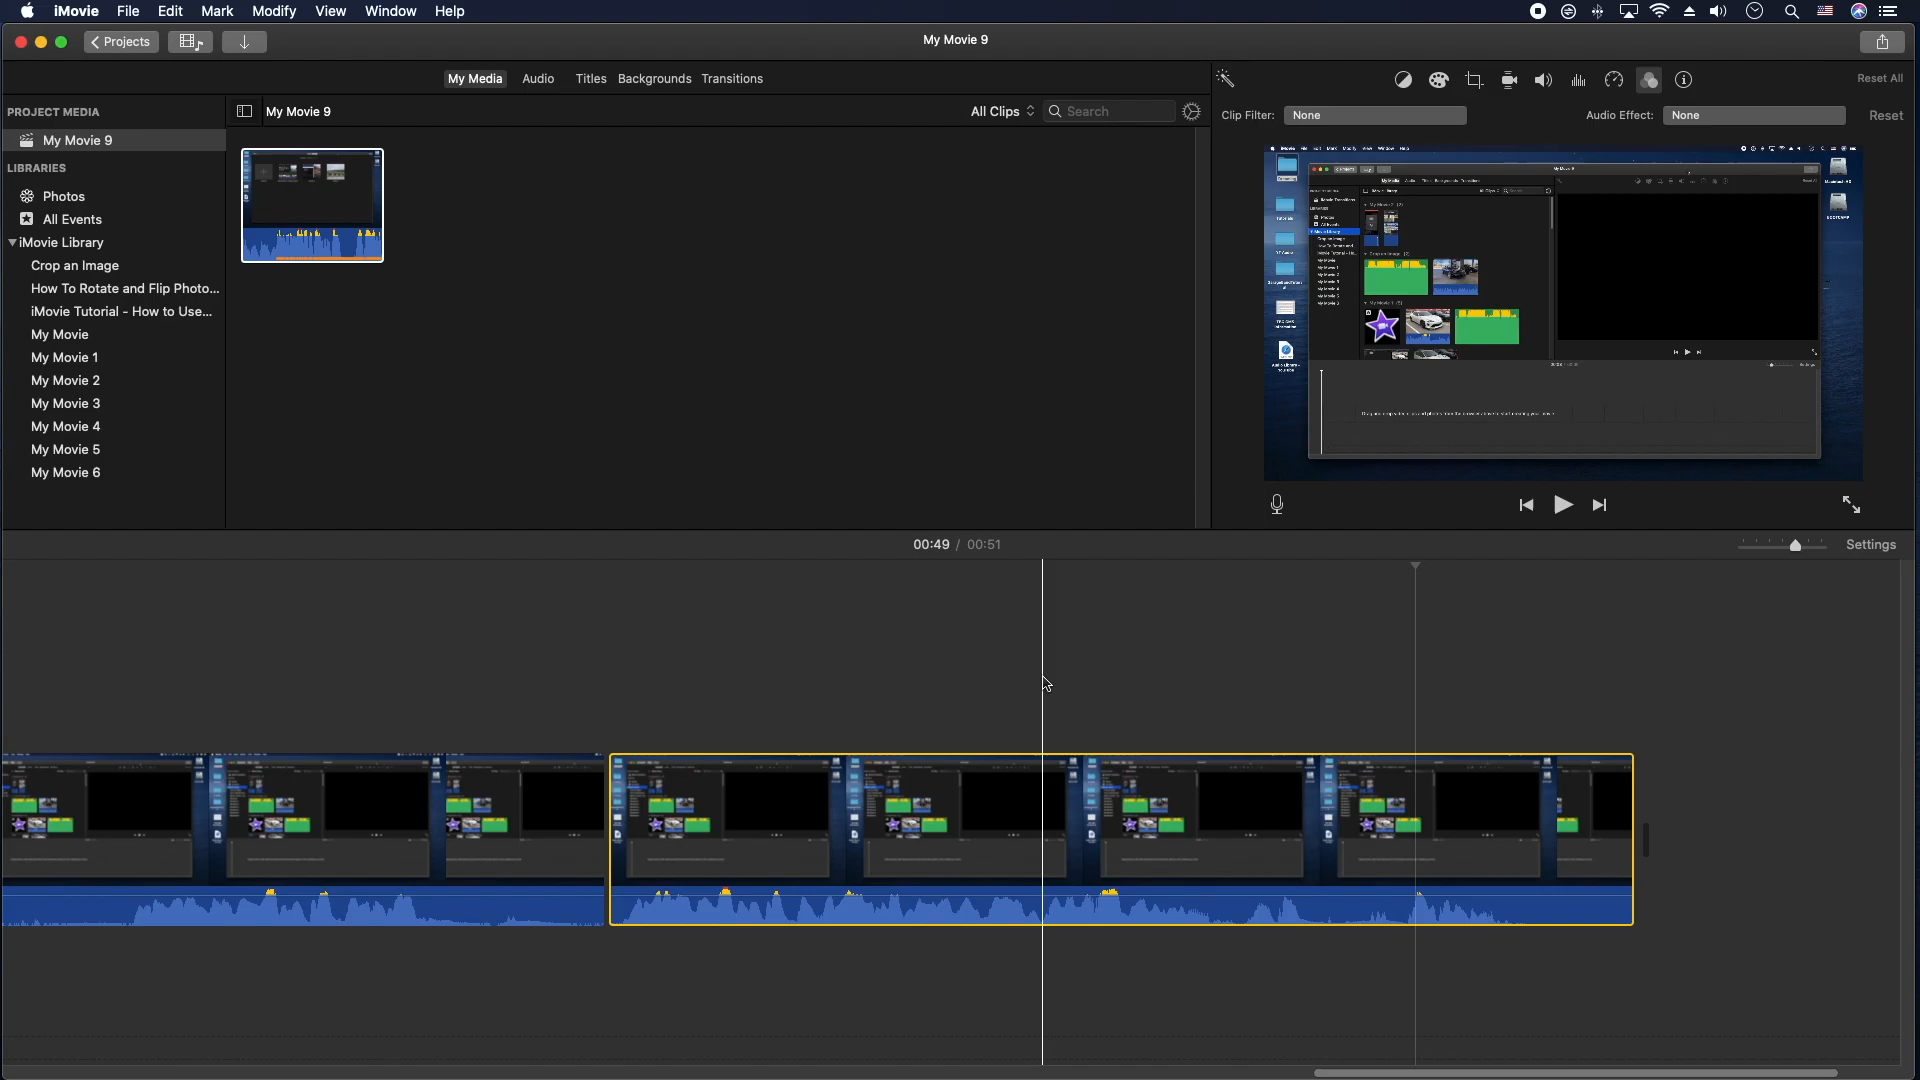 iMovie File Edit Mark Modify View Window Help
Projects
My Movie 9
My Media Audio Titles Backgrounds Transitions
Reset All
PROJECT MEDIA
My Movie 9
All Clips
Search
Clip Filter: None
Audio Effect: None
Reset
My Movie 9
LIBRARIES
Photos
All Events
iMovie Library
Crop an Image
How To Rotate and Flip Photo...
iMovie Tutorial - How to Use...
My Movie
My Movie 1
My Movie 2
My Movie 3
My Movie 4
My Movie 5
My Movie 6
00:49 / 00:51
Settings